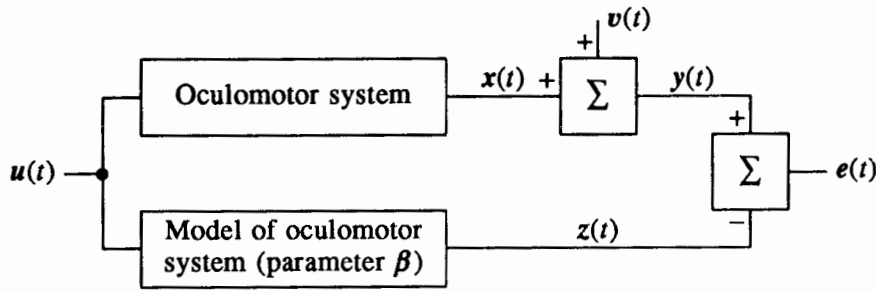 v(t)
+
Oculomotor system
x(t)
+
Σ
y(t)
+
u(t)
Σ
e(t)
−
Model of oculomotor
system (parameter β)
z(t)